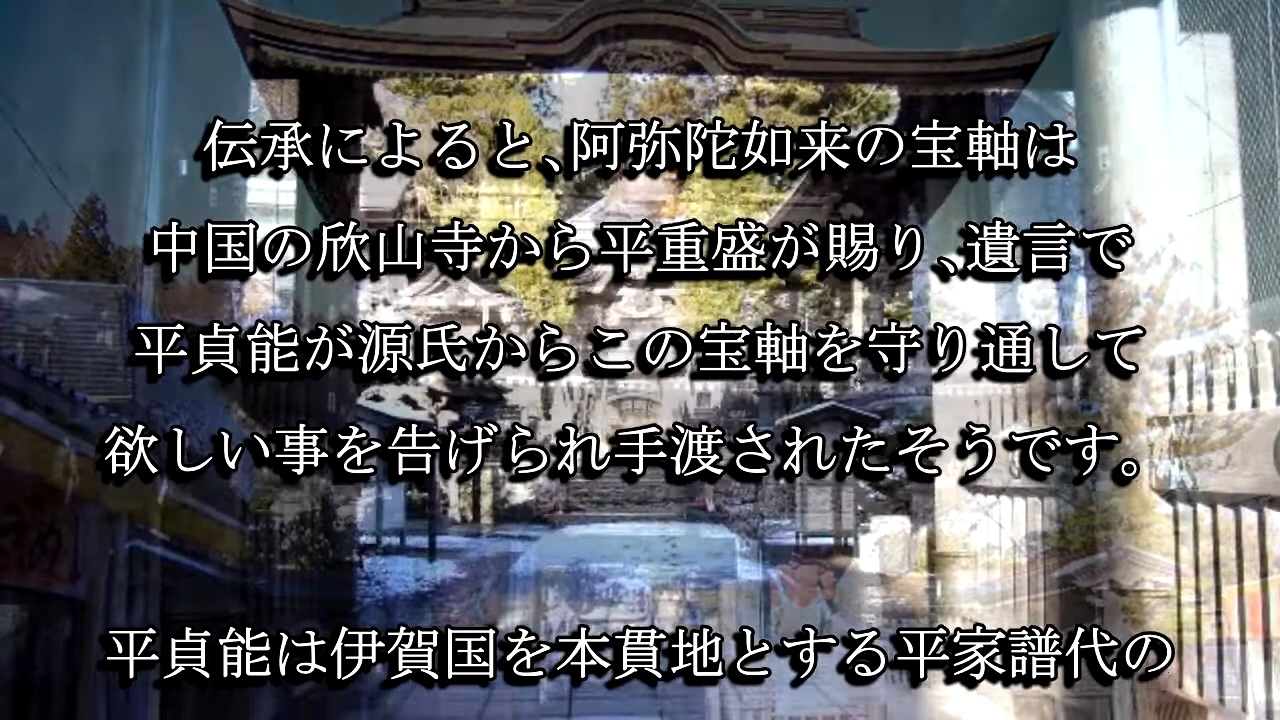 伝承によると、阿弥陀如来の宝軸は
中国の欣山寺から平重盛が賜り、遺言で
平貞能が源氏からこの宝軸を守り通して
欲しい事を告げられ手渡されたそうです。
平貞能は伊賀国を本貫地とする平家譜代の